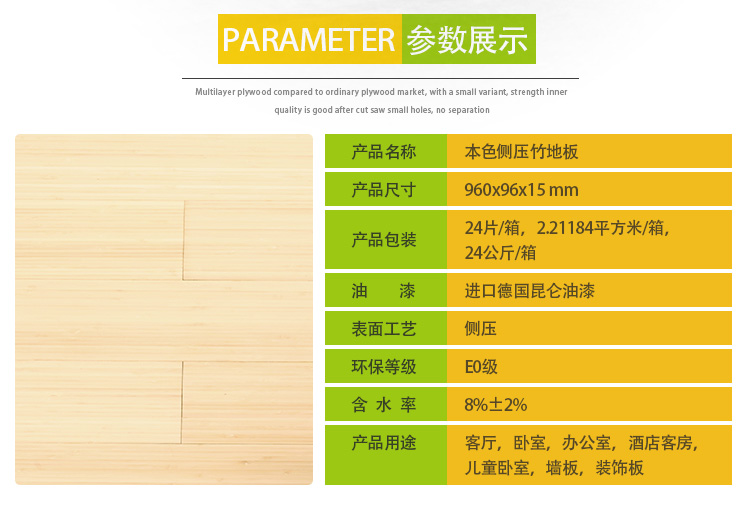 PARAMETER 参数展示
Multilayer plywood compared to ordinary plywood market, with a small variant, strength inner
quality is good after cut saw small holes, no separation
产品名称 本色侧压竹地板
产品尺寸 960x96x15 mm
产品包装 24片/箱，2.21184平方米/箱，
24公斤/箱
油 漆 进口德国昆仑油漆
表面工艺 侧压
环保等级 E0级
含 水 率 8%±2%
产品用途 客厅，卧室，办公室，酒店客房，
儿童卧室，墙板，装饰板